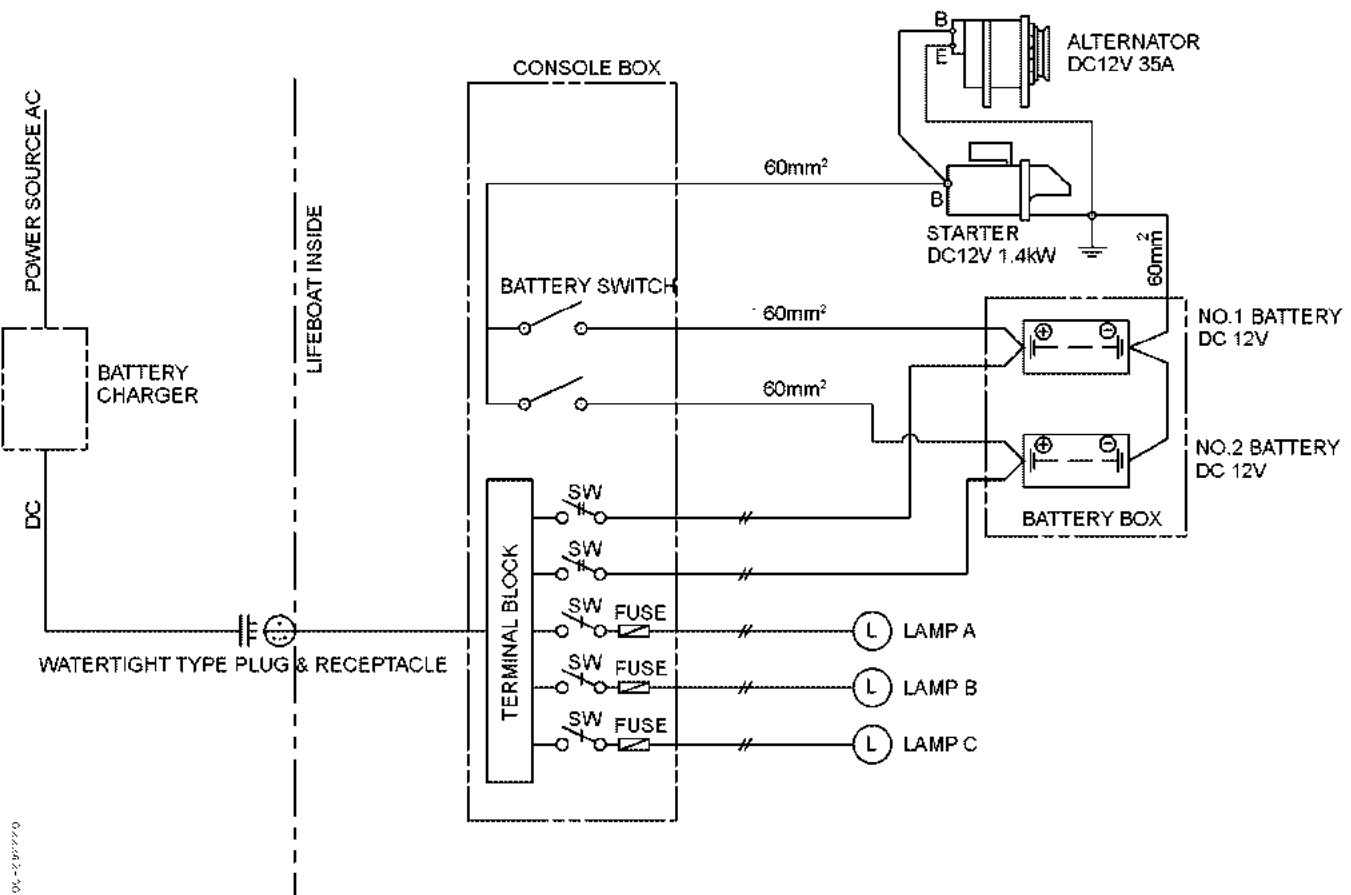 B
E
ALTERNATOR
DC12V 35A
CONSOLE BOX
POWER SOURCE AC
60mm²
B
STARTER
DC12V 1.4kW
60mm²
LIFEBOAT INSIDE
BATTERY SWITCH
60mm²
NO.1 BATTERY
DC 12V
BATTERY
CHARGER
60mm²
NO.2 BATTERY
DC 12V
DC
BATTERY BOX
TERMINAL BLOCK
SW
SW
SW FUSE
L LAMP A
WATERTIGHT TYPE PLUG & RECEPTACLE
SW FUSE
L LAMP B
SW FUSE
L LAMP C